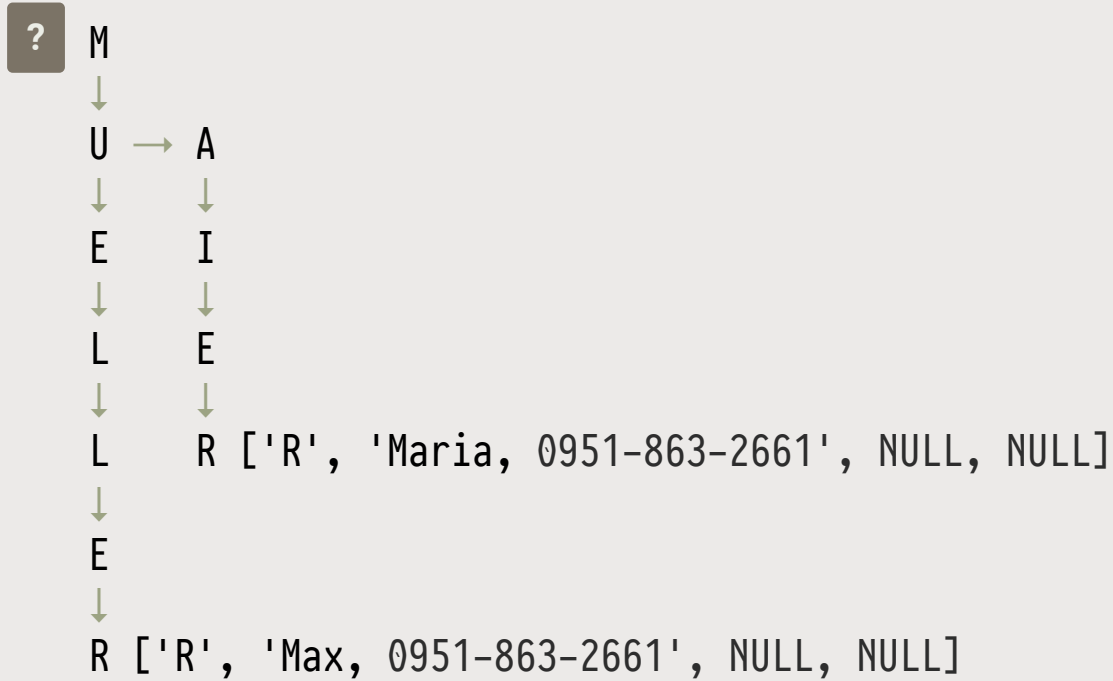 ? M
↓
U → A
↓ ↓
E I
↓ ↓
L E
↓ ↓
L R ['R', 'Maria, 0951-863-2661', NULL, NULL]
↓
E
↓
R ['R', 'Max, 0951-863-2661', NULL, NULL]